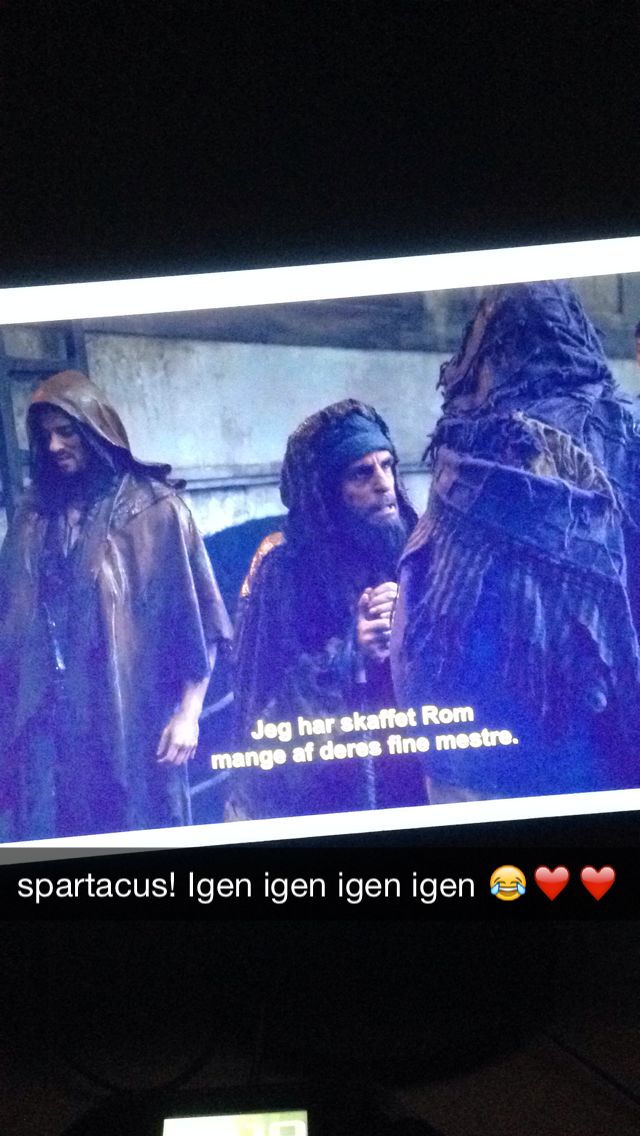 Jeg har skaffet Rom
mange af deres fine mestre.
spartacus! Igen igen igen igen 😂❤️❤️